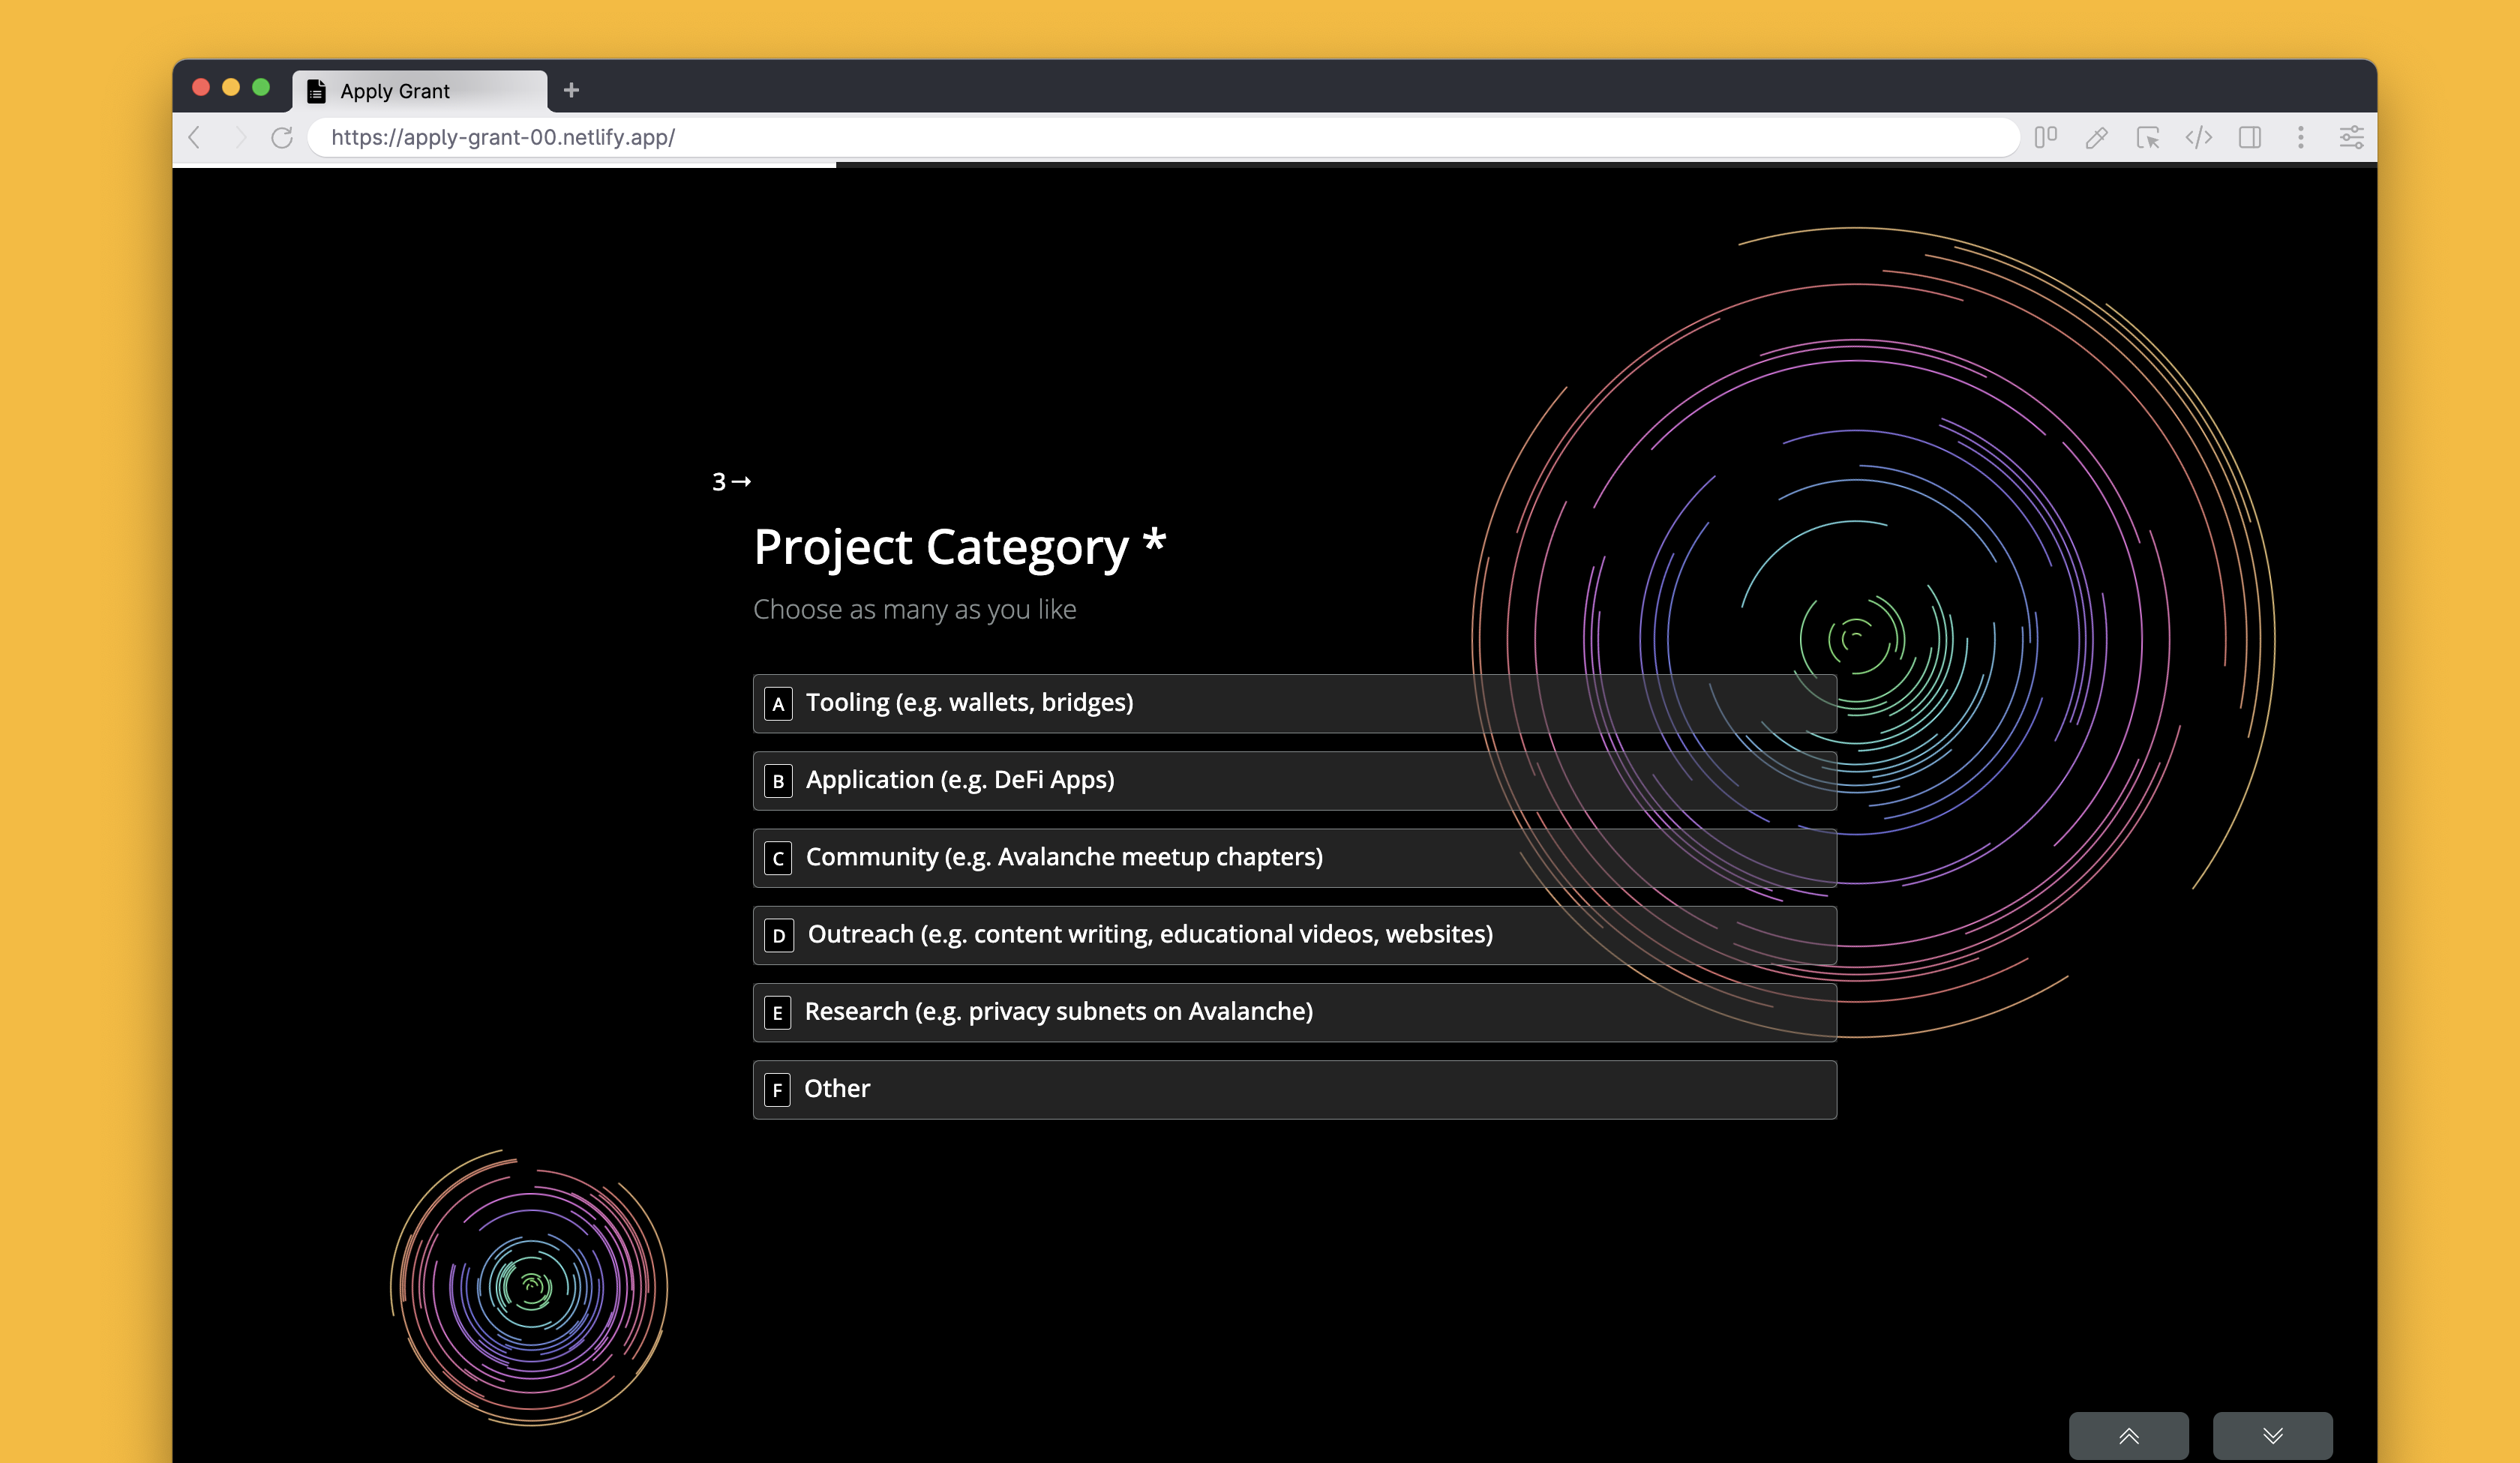 Apply Grant
https://apply-grant-00.netlify.app/
3→
Project Category *
Choose as many as you like
A Tooling (e.g. wallets, bridges)
B Application (e.g. DeFi Apps)
C Community (e.g. Avalanche meetup chapters)
D Outreach (e.g. content writing, educational videos, websites)
E Research (e.g. privacy subnets on Avalanche)
F Other